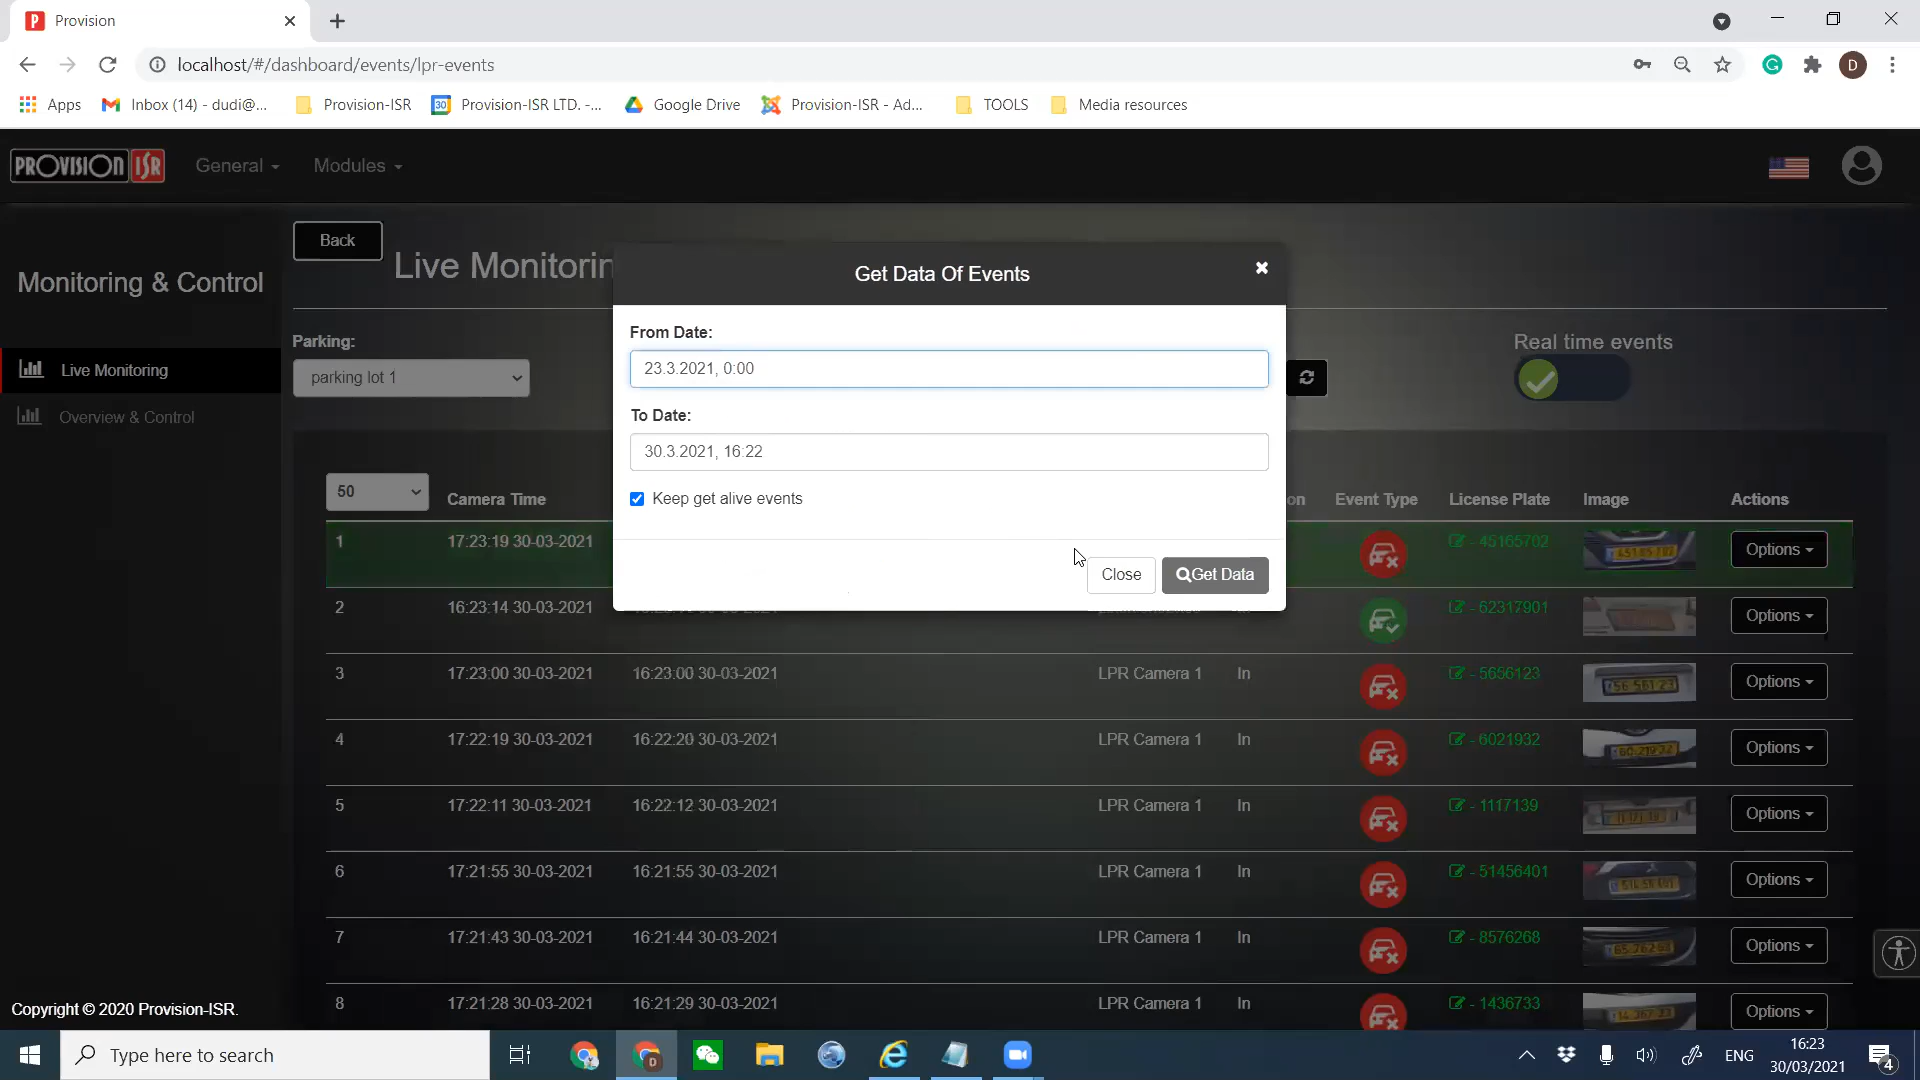 Provision
localhost/#/dashboard/events/lpr-events
D
Apps
Inbox (14) - dudi@...
Provision-ISR
Provision-ISR LTD. -...
Google Drive
Provision-ISR - Ad...
TOOLS
Media resources
PROVISION ISR
General
Modules
Back
Monitoring & Control
Live Monitorin
Get Data Of Events
From Date:
23.3.2021, 0:00
To Date:
30.3.2021, 16:22
Keep get alive events
Close
Get Data
Parking:
parking lot 1
Real time events
Live Monitoring
Overview & Control
50 Camera Time on Event Type License Plate Image Actions
1 17:23:19 30-03-2021 - 45165702 Options
2 16:23:14 30-03-2021 - 62317901 Options
3 17:23:00 30-03-2021 16:23:00 30-03-2021 LPR Camera 1 In - 5656123 Options
4 17:22:19 30-03-2021 16:22:20 30-03-2021 LPR Camera 1 In - 6021932 Options
5 17:22:11 30-03-2021 16:22:12 30-03-2021 LPR Camera 1 In - 1117139 Options
6 17:21:55 30-03-2021 16:21:55 30-03-2021 LPR Camera 1 In - 51456401 Options
7 17:21:43 30-03-2021 16:21:44 30-03-2021 LPR Camera 1 In - 8576268 Options
8 17:21:28 30-03-2021 16:21:29 30-03-2021 LPR Camera 1 In - 1436733 Options
Copyright © 2020 Provision-ISR.
Type here to search
ENG
16:23
30/03/2021
4